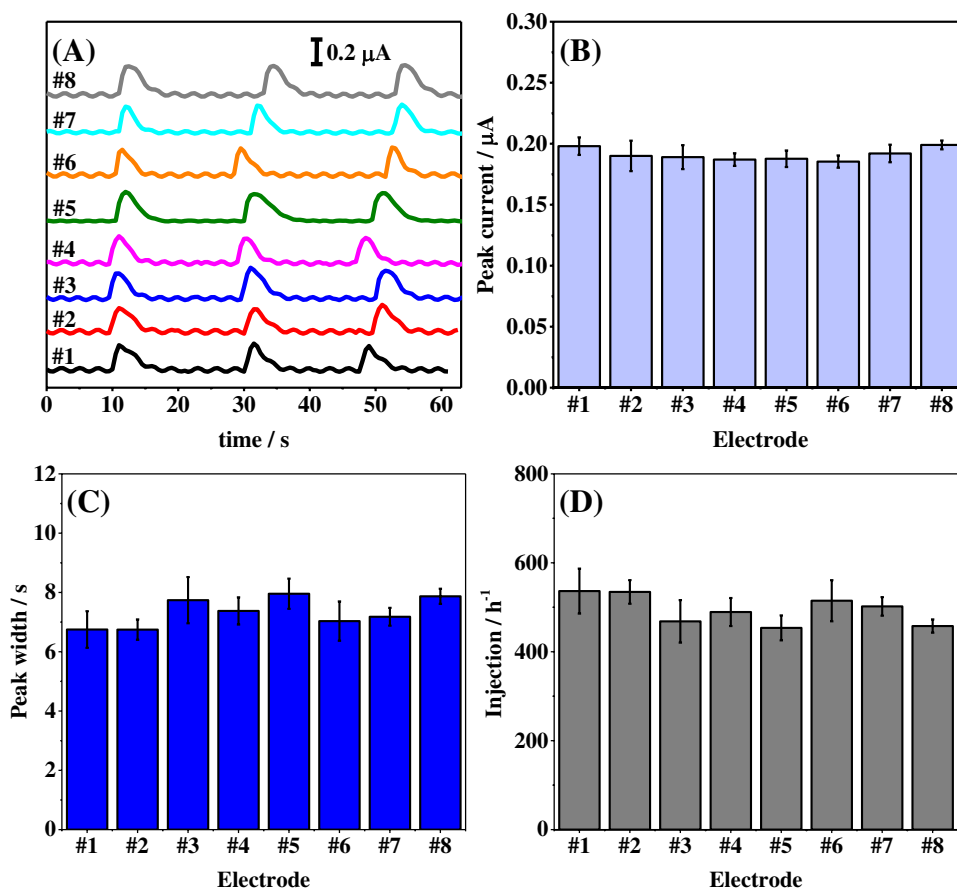 (A)
0.2 μA
#8
#7
#6
#5
#4
#3
#2
#1
0 10 20 30 40 50 60
time / s
(B)
0.30
0.25
0.20
0.15
0.10
0.05
0.00
Peak current / μA
#1 #2 #3 #4 #5 #6 #7 #8
Electrode
(C)
12
10
8
6
4
2
0
Peak width / s
#1 #2 #3 #4 #5 #6 #7 #8
Electrode
(D)
800
600
400
200
0
Injection / h⁻¹
#1 #2 #3 #4 #5 #6 #7 #8
Electrode